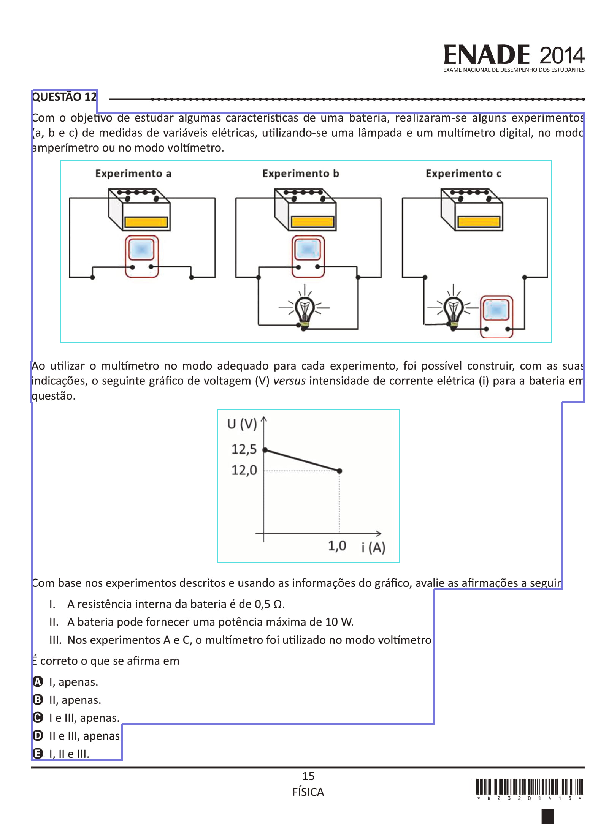 ENADE 2014
EXAME NACIONAL DE DESEMPENHO DOS ESTUDANTES
QUESTÃO 12
Com o objetivo de estudar algumas características de uma bateria, realizaram-se alguns experimentos
(a, b e c) de medidas de variáveis elétricas, utilizando-se uma lâmpada e um multímetro digital, no modo
amperímetro ou no modo voltímetro.
Experimento a Experimento b Experimento c
Ao utilizar o multímetro no modo adequado para cada experimento, foi possível construir, com as suas
indicações, o seguinte gráfico de voltagem (V) versus intensidade de corrente elétrica (i) para a bateria em
questão.
U (V)
12,5
12,0
1,0 i (A)
Com base nos experimentos descritos e usando as informações do gráfico, avalie as afirmações a seguir
I. A resistência interna da bateria é de 0,5 Ω.
II. A bateria pode fornecer uma potência máxima de 10 W.
III. Nos experimentos A e C, o multímetro foi utilizado no modo voltímetro
É correto o que se afirma em
A I, apenas.
B II, apenas.
C I e III, apenas.
D II e III, apenas
E I, II e III.
15
FÍSICA